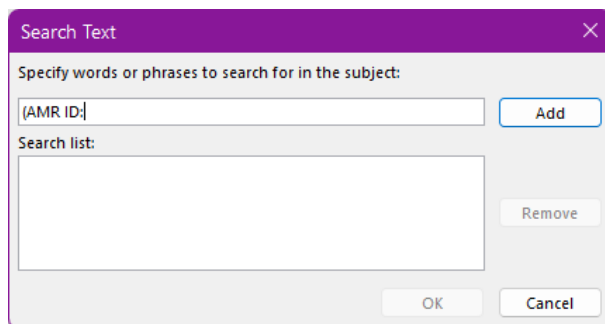 Search Text
Specify words or phrases to search for in the subject:
(AMR ID:
Add
Search list:
Remove
OK
Cancel